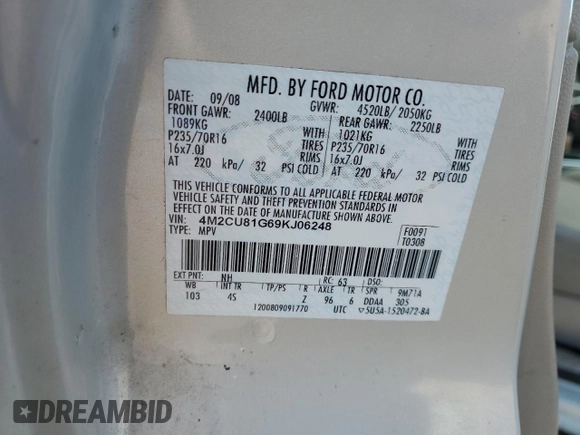 MFD. BY FORD MOTOR CO.
DATE: 09/08 GVWR: 4520LB/ 2050KG
FRONT GAWR: 2400LB REAR GAWR: 2250LB
1089KG WITH 1021KG WITH
P235/70R16 TIRES P235/70R16 TIRES
16x7.0J RIMS 16x7.0J RIMS
AT 220 kPa/ 32 PSI COLD AT 220 kPa/ 32 PSI COLD
THIS VEHICLE CONFORMS TO ALL APPLICABLE FEDERAL MOTOR
VEHICLE SAFETY AND THEFT PREVENTION STANDARDS IN
EFFECT ON THE DATE OF MANUFACTURE SHOWN ABOVE.
VIN: 4M2CU81G69KJ06248 F0091
TYPE: MPV T0308
EXT PNT: NH RC: 63 DSO:
WB INT TR TP/PS R AXLE TR SPR 9M71A
103 4S Z 96 6 DDAA 305
1200809091770 UTC 5U5A-1520472-BA
DREAMBID